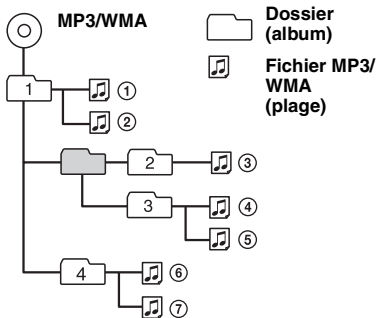 MP3/WMA
Dossier
(album)
Fichier MP3/
WMA
(plage)
1
①
②
2
③
3
④
⑤
4
⑥
⑦